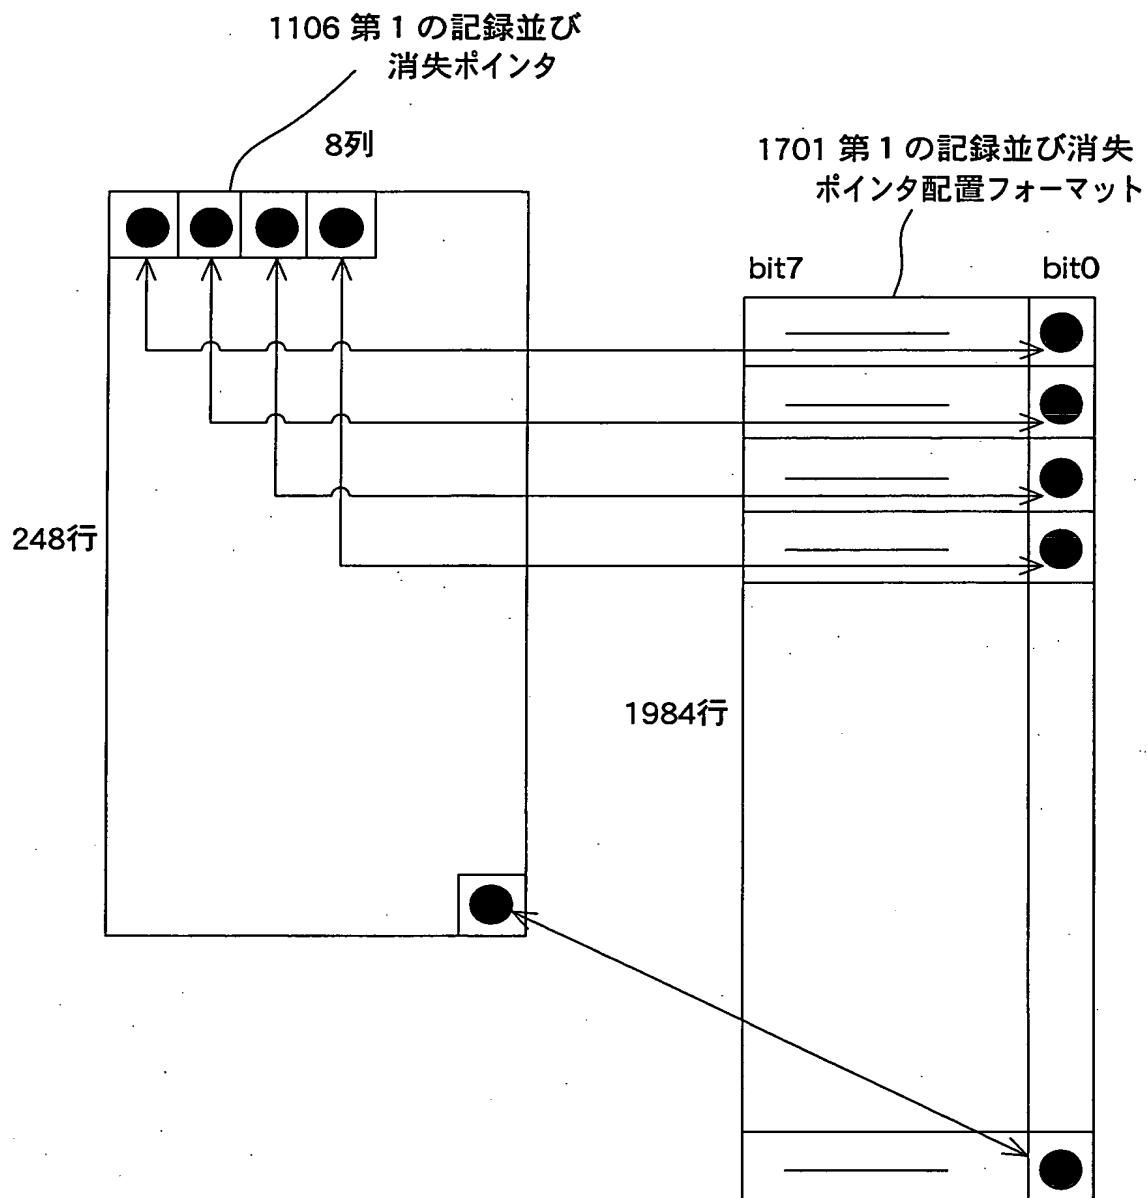 1106 第1の記録並び
消失ポインタ
8列
1701 第1の記録並び消失
ポインタ配置フォーマット
bit7
bit0
248行
1984行